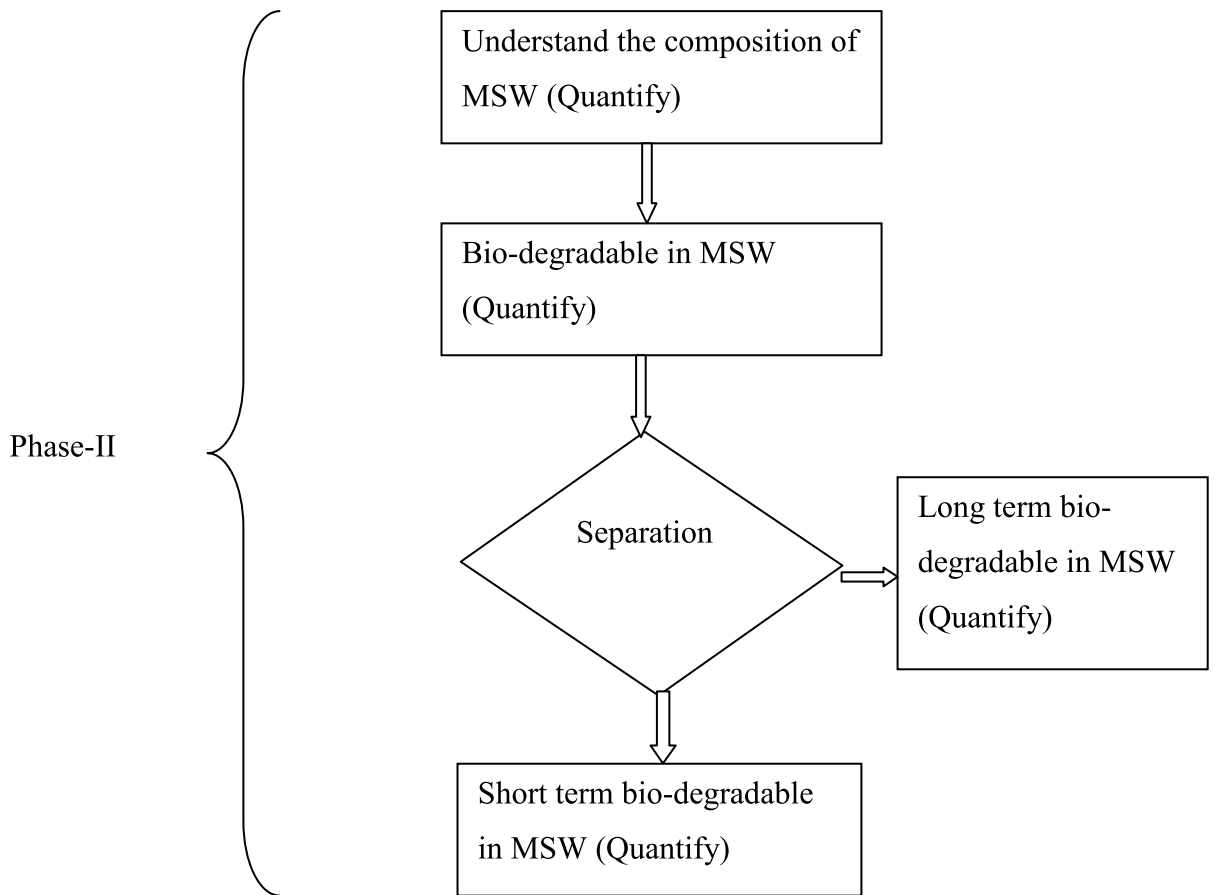 Understand the composition of
MSW (Quantify)
Bio-degradable in MSW
(Quantify)
Phase-II
Separation
Long term bio-
degradable in MSW
(Quantify)
Short term bio-degradable
in MSW (Quantify)